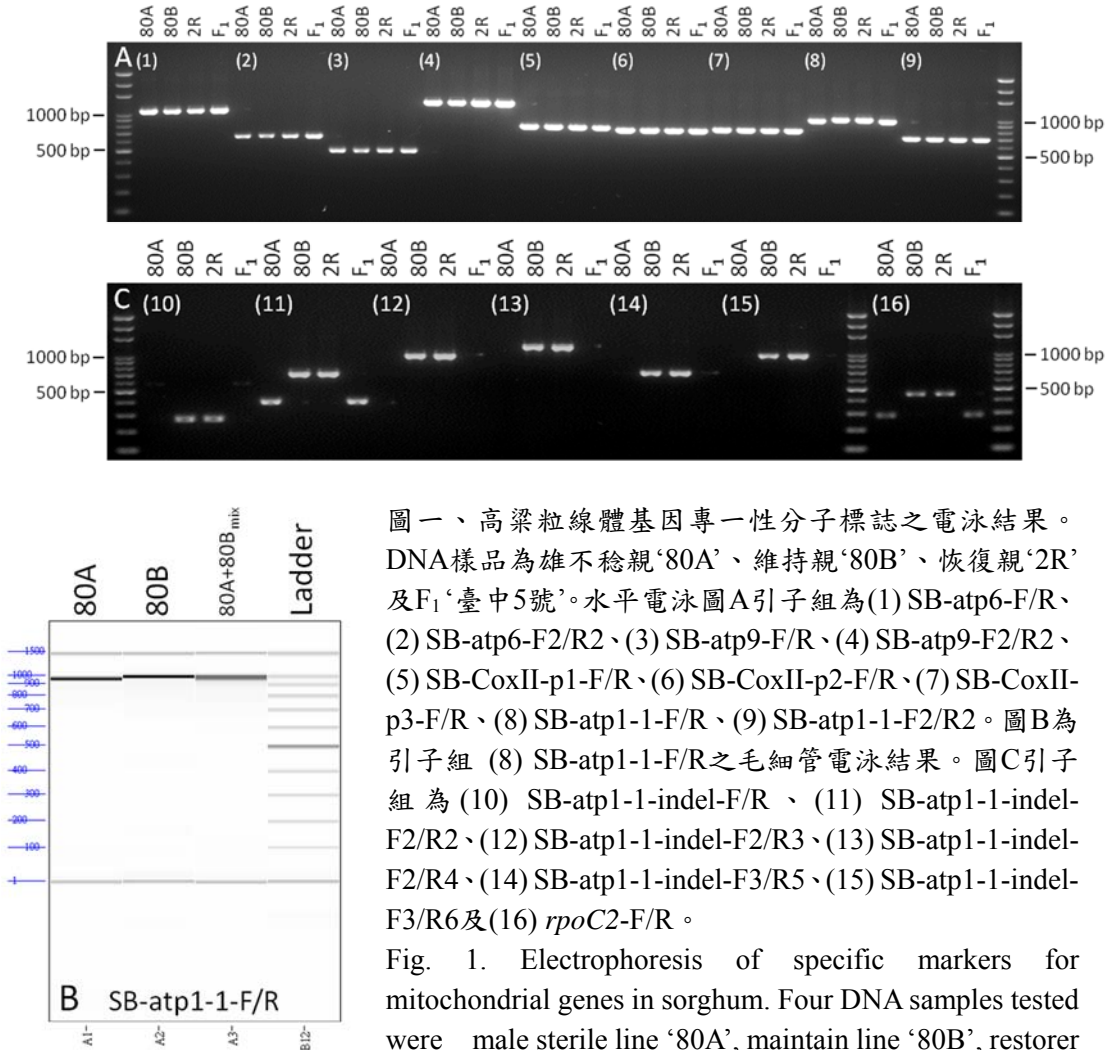 80A 80B 2R F₁ 80A 80B 2R F₁ 80A 80B 2R F₁ 80A 80B 2R F₁ 80A 80B 2R F₁ 80A 80B 2R F₁ 80A 80B 2R F₁ 80A 80B 2R F₁ 80A 80B 2R F₁
A (1) (2) (3) (4) (5) (6) (7) (8) (9)
1000 bp 1000 bp
500 bp 500 bp
80A 80B 2R F₁ 80A 80B 2R F₁ 80A 80B 2R F₁ 80A 80B 2R F₁ 80A 80B 2R F₁ 80A 80B 2R F₁ 80A 80B 2R F₁
C (10) (11) (12) (13) (14) (15) (16)
1000 bp 1000 bp
500 bp 500 bp
80A 80B 80A+80Bmix Ladder
1500
1000
900
800
700
600
500
400
300
200
100
1
B SB-atp1-1-F/R
A1- A2- A3- B12-
圖一、高粱粒線體基因專一性分子標誌之電泳結果。
DNA樣品為雄不稔親‘80A’、維持親‘80B’、恢復親‘2R’
及F₁‘臺中5號’。水平電泳圖A引子組為(1) SB-atp6-F/R、
(2) SB-atp6-F2/R2、(3) SB-atp9-F/R、(4) SB-atp9-F2/R2、
(5) SB-CoxII-p1-F/R、(6) SB-CoxII-p2-F/R、(7) SB-CoxII-
p3-F/R、(8) SB-atp1-1-F/R、(9) SB-atp1-1-F2/R2。圖B為
引子組 (8) SB-atp1-1-F/R之毛細管電泳結果。圖C引子
組為(10) SB-atp1-1-indel-F/R、(11) SB-atp1-1-indel-
F2/R2、(12) SB-atp1-1-indel-F2/R3、(13) SB-atp1-1-indel-
F2/R4、(14) SB-atp1-1-indel-F3/R5、(15) SB-atp1-1-indel-
F3/R6及(16) rpoC2-F/R。
Fig. 1. Electrophoresis of specific markers for
mitochondrial genes in sorghum. Four DNA samples tested
were male sterile line ‘80A’, maintain line ‘80B’, restorer